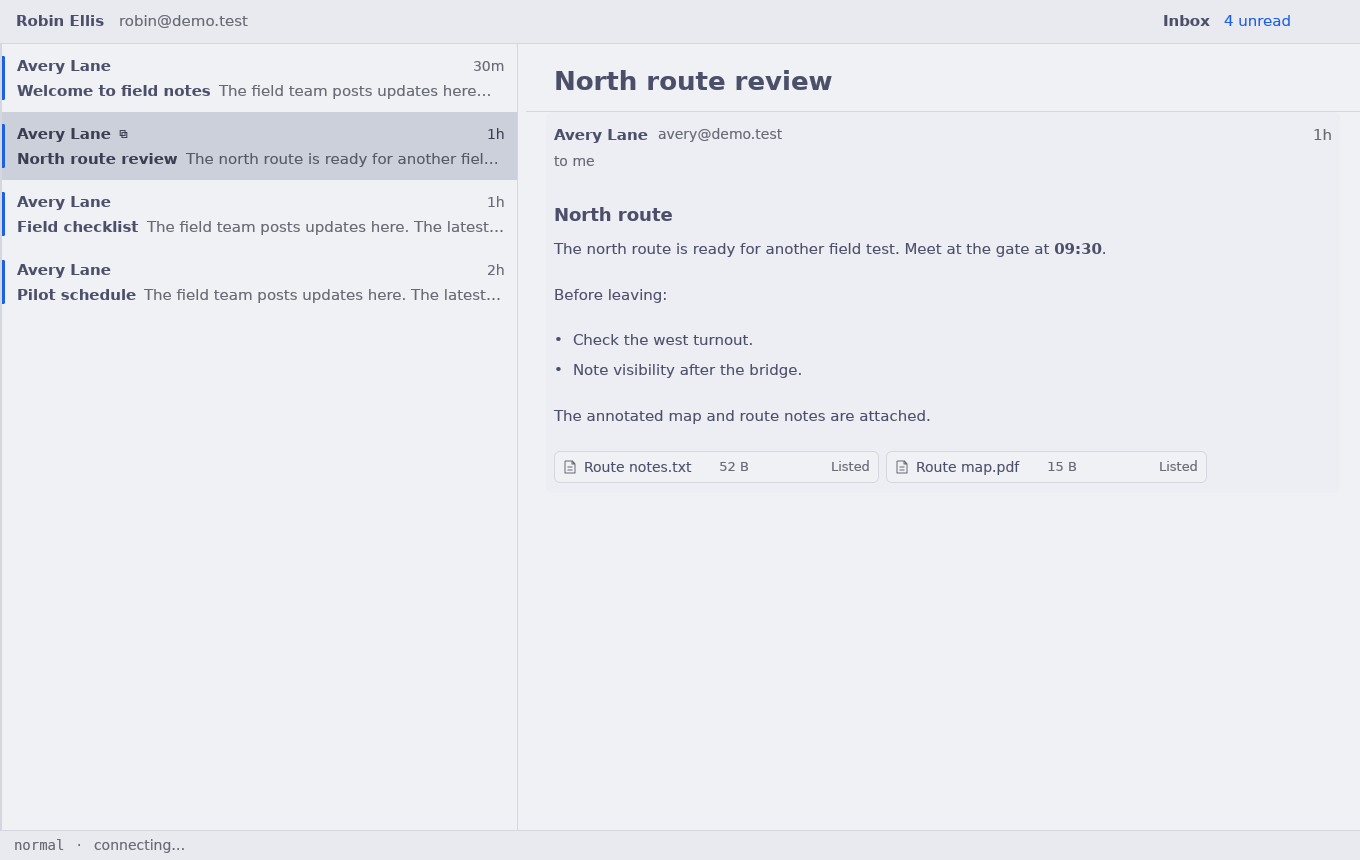 Robin Ellis robin@demo.test
Inbox 4 unread
Avery Lane 30m
Welcome to field notes The field team posts updates here…
Avery Lane 1h
North route review The north route is ready for another fiel…
Avery Lane 1h
Field checklist The field team posts updates here. The latest…
Avery Lane 2h
Pilot schedule The field team posts updates here. The latest…
North route review
Avery Lane avery@demo.test 1h
to me
North route
The north route is ready for another field test. Meet at the gate at 09:30.
Before leaving:
• Check the west turnout.
• Note visibility after the bridge.
The annotated map and route notes are attached.
Route notes.txt 52 B Listed
Route map.pdf 15 B Listed
normal · connecting…